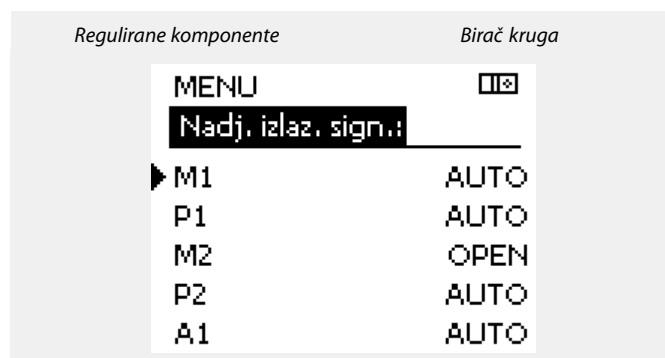 Regulirane komponente Birač kruga
MENU
Nadj. izlaz. sign.:
M1 AUTO
P1 AUTO
M2 OPEN
P2 AUTO
A1 AUTO